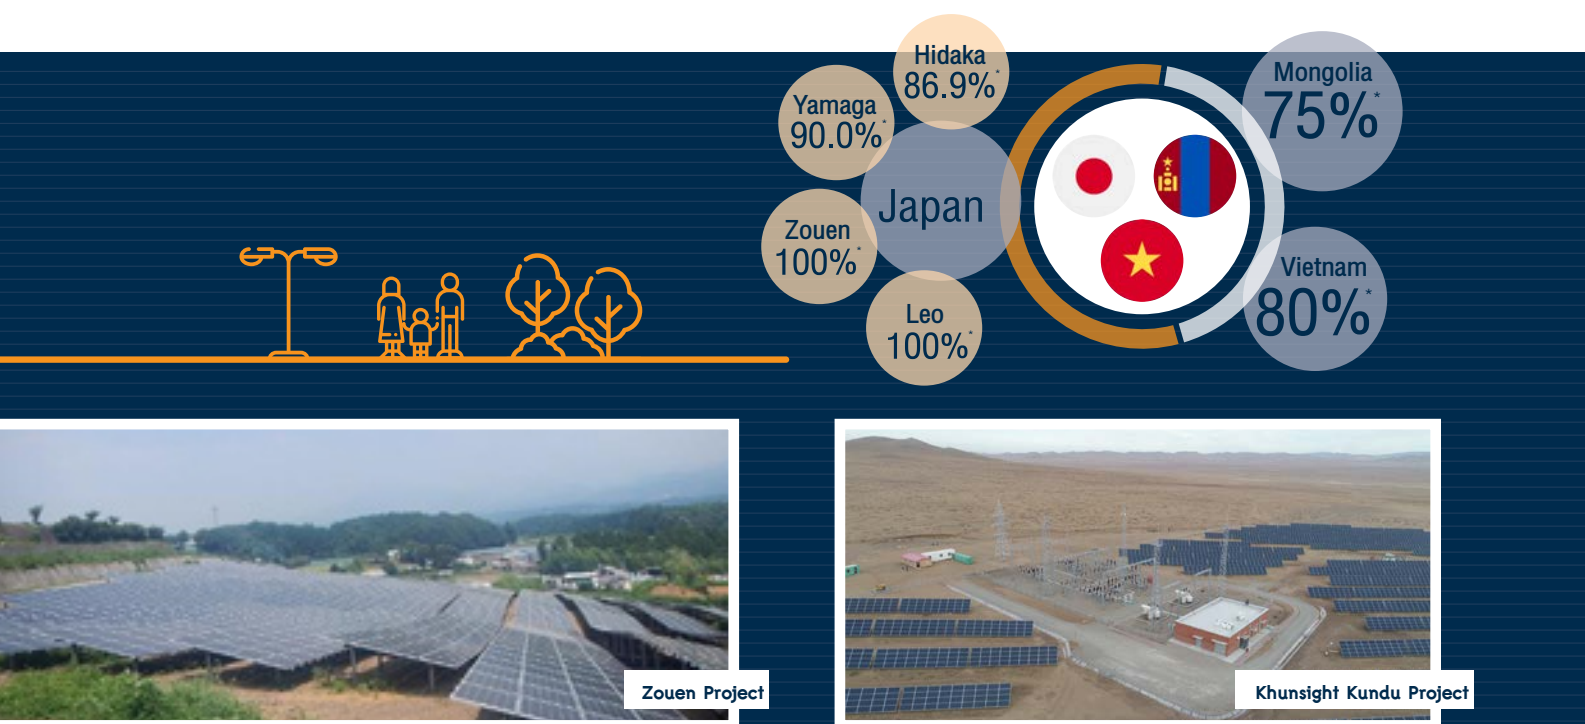 Hidaka
86.9%*
Yamaga
90.0%*
Japan
Zouen
100%*
Leo
100%*
Mongolia
75%*
Vietnam
80%*
Zouen Project
Khunsight Kundu Project